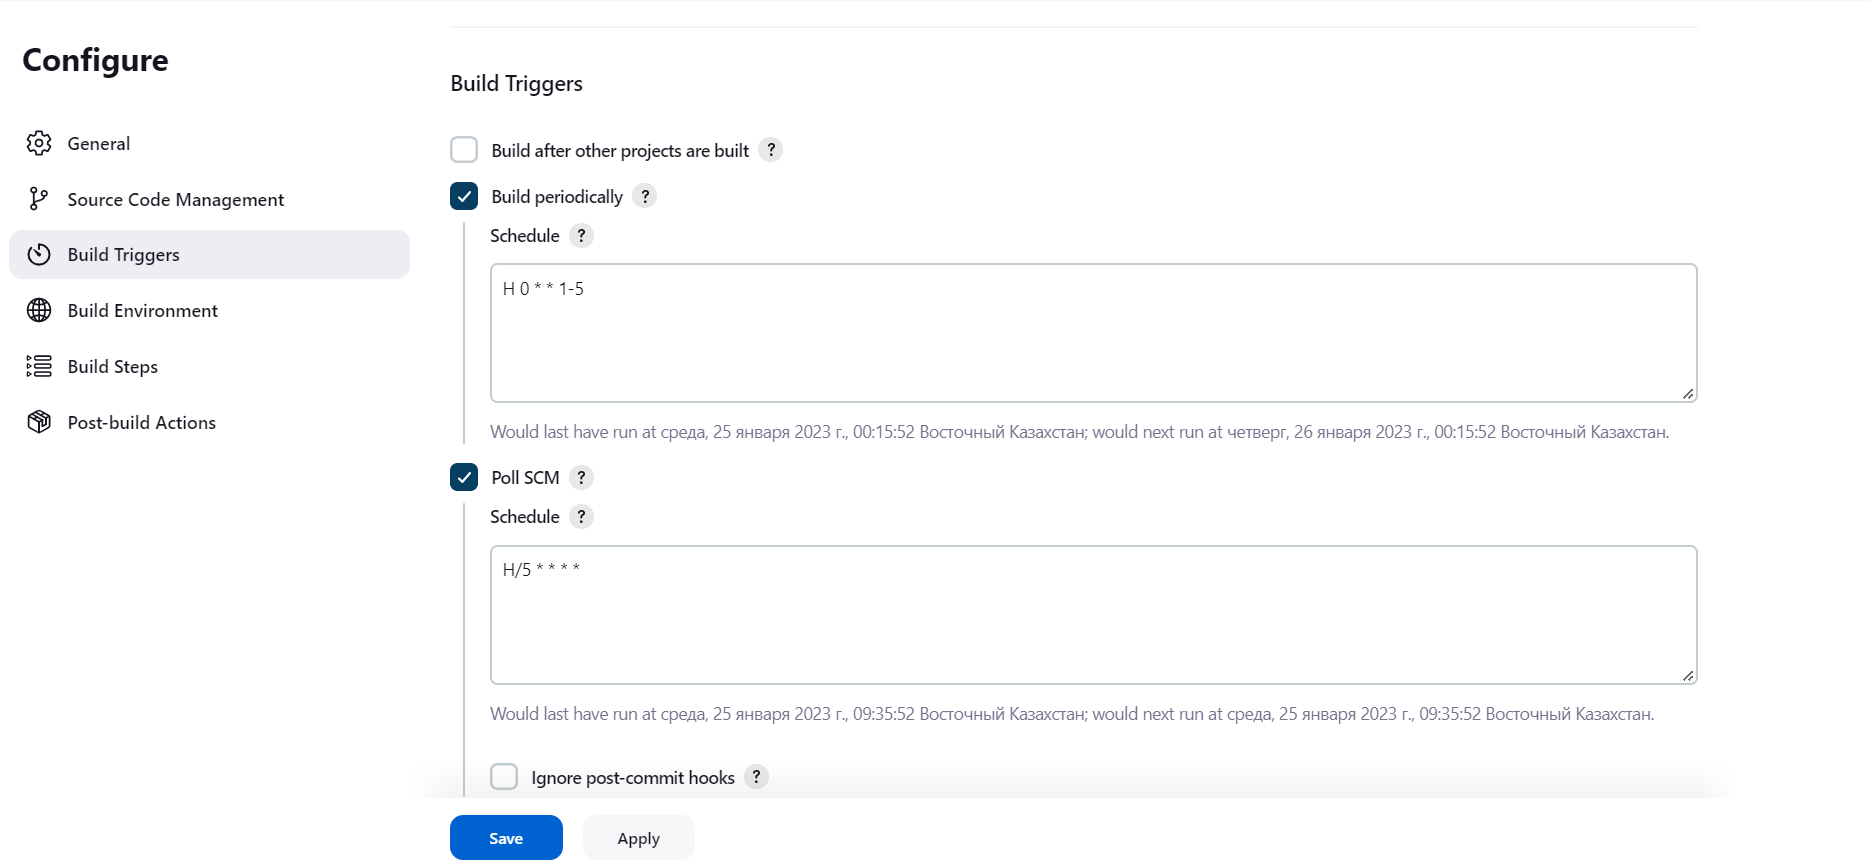 Configure
General
Source Code Management
Build Triggers
Build Environment
Build Steps
Post-build Actions
Build Triggers
Build after other projects are built ?
Build periodically ?
Schedule ?
H 0 * * 1-5
Would last have run at среда, 25 января 2023 г., 00:15:52 Восточный Казахстан; would next run at четверг, 26 января 2023 г., 00:15:52 Восточный Казахстан.
Poll SCM ?
Schedule ?
H/5 * * * *
Would last have run at среда, 25 января 2023 г., 09:35:52 Восточный Казахстан; would next run at среда, 25 января 2023 г., 09:35:52 Восточный Казахстан.
Ignore post-commit hooks ?
Save Apply